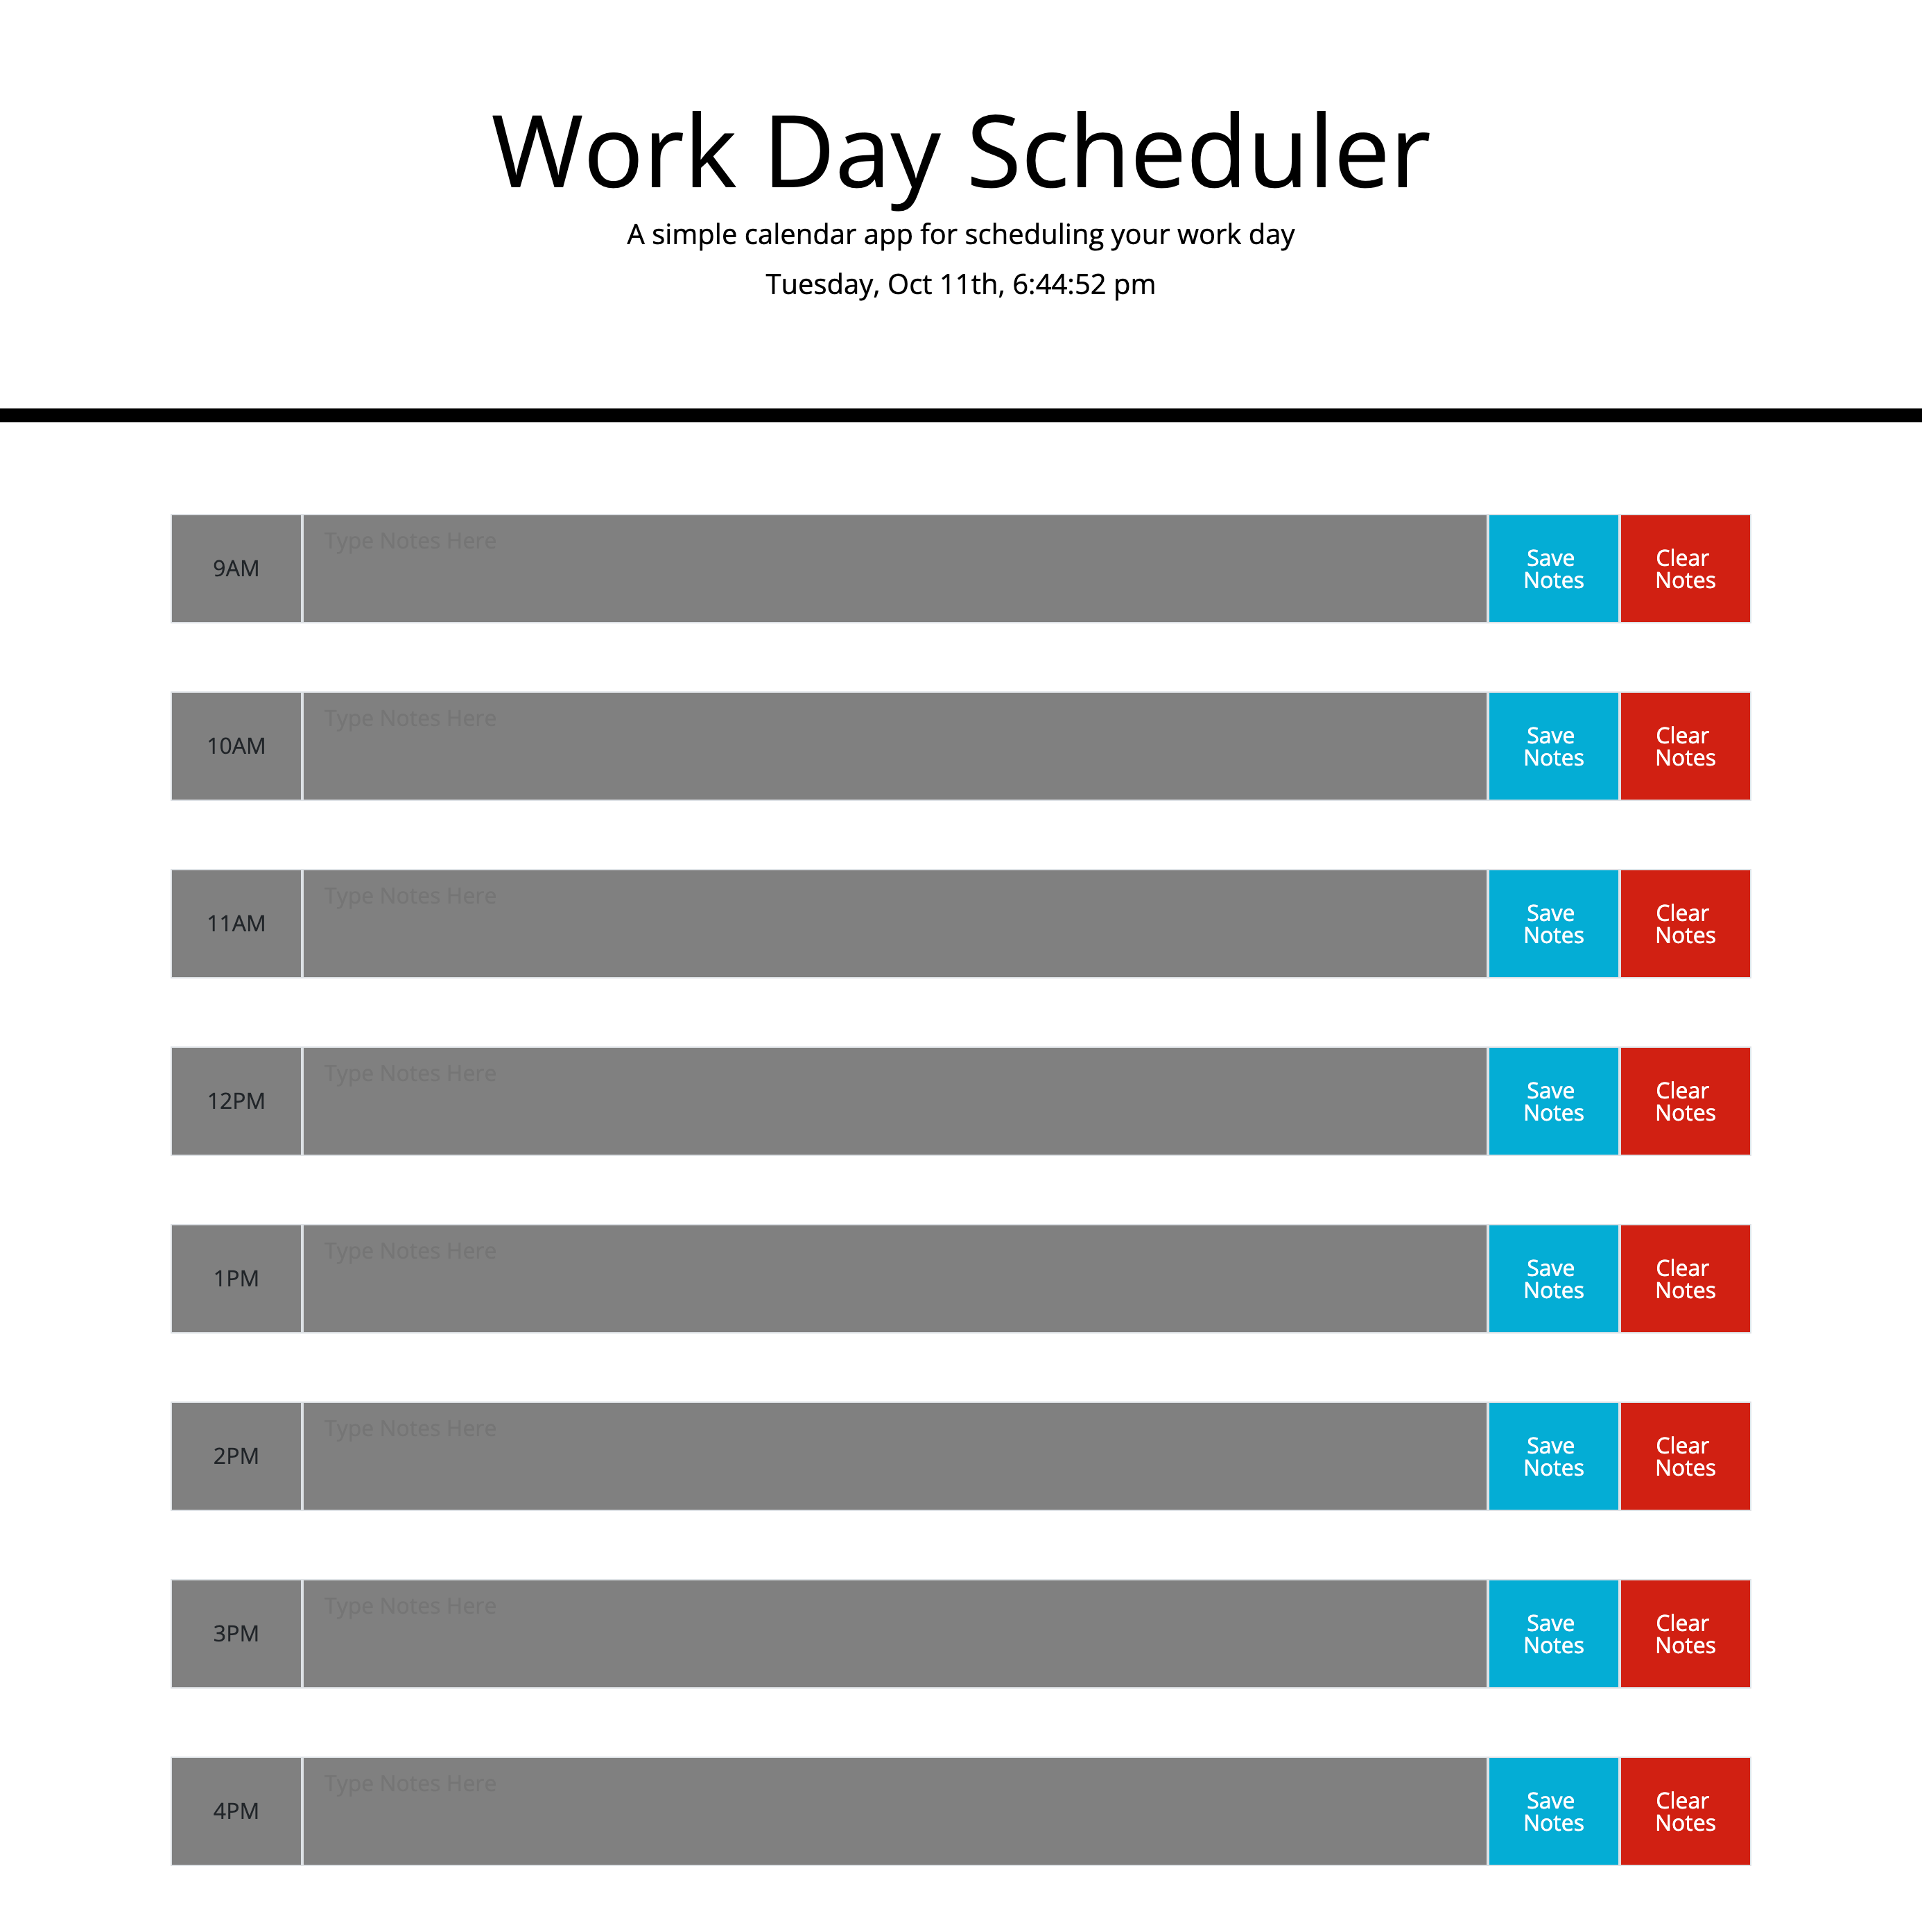 Work Day Scheduler
A simple calendar app for scheduling your work day
Tuesday, Oct 11th, 6:44:52 pm
9AM
Type Notes Here
Save
Notes
Clear
Notes
10AM
Type Notes Here
Save
Notes
Clear
Notes
11AM
Type Notes Here
Save
Notes
Clear
Notes
12PM
Type Notes Here
Save
Notes
Clear
Notes
1PM
Type Notes Here
Save
Notes
Clear
Notes
2PM
Type Notes Here
Save
Notes
Clear
Notes
3PM
Type Notes Here
Save
Notes
Clear
Notes
4PM
Type Notes Here
Save
Notes
Clear
Notes